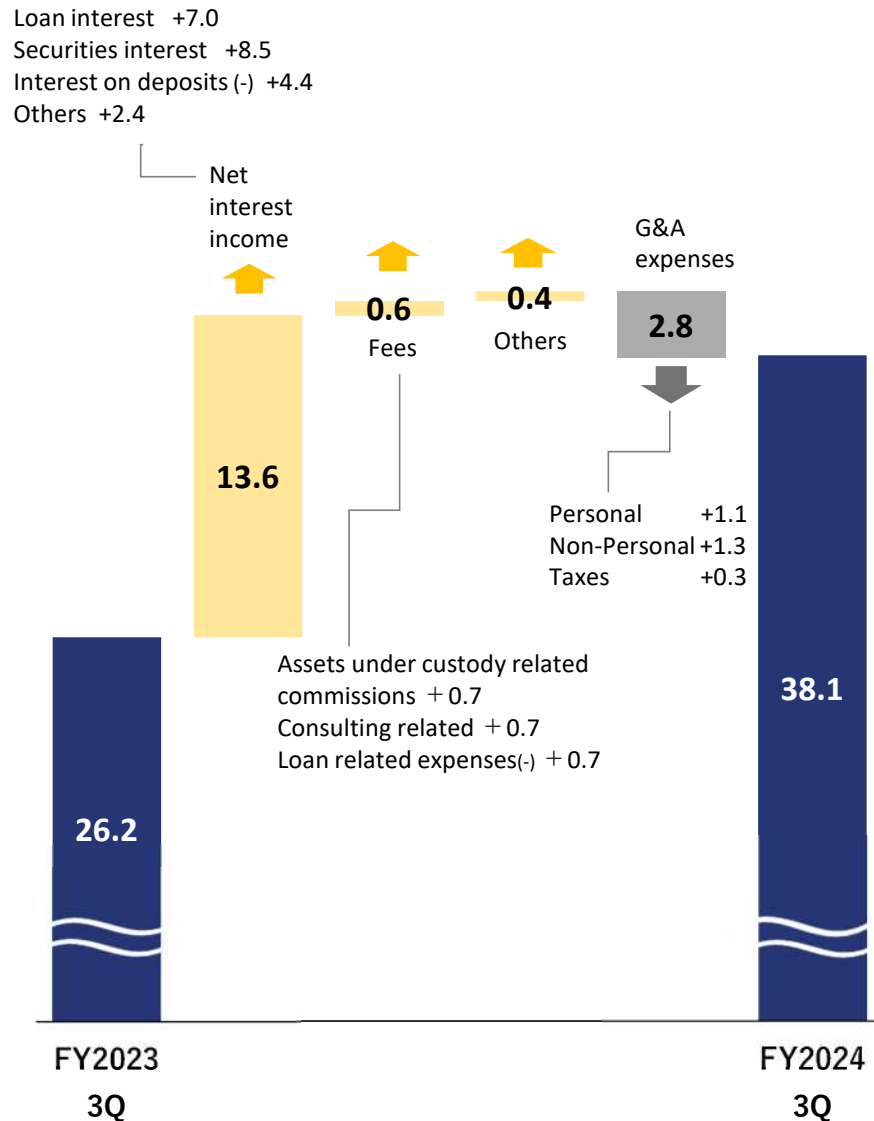 Loan interest +7.0
Securities interest +8.5
Interest on deposits (-) +4.4
Others +2.4
Net
interest
income
G&A
expenses
0.6
Fees
0.4
Others
2.8
13.6
Personal +1.1
Non-Personal +1.3
Taxes +0.3
Assets under custody related
commissions ＋0.7
Consulting related ＋0.7
Loan related expenses(-) ＋0.7
26.2
38.1
FY2023
3Q
FY2024
3Q